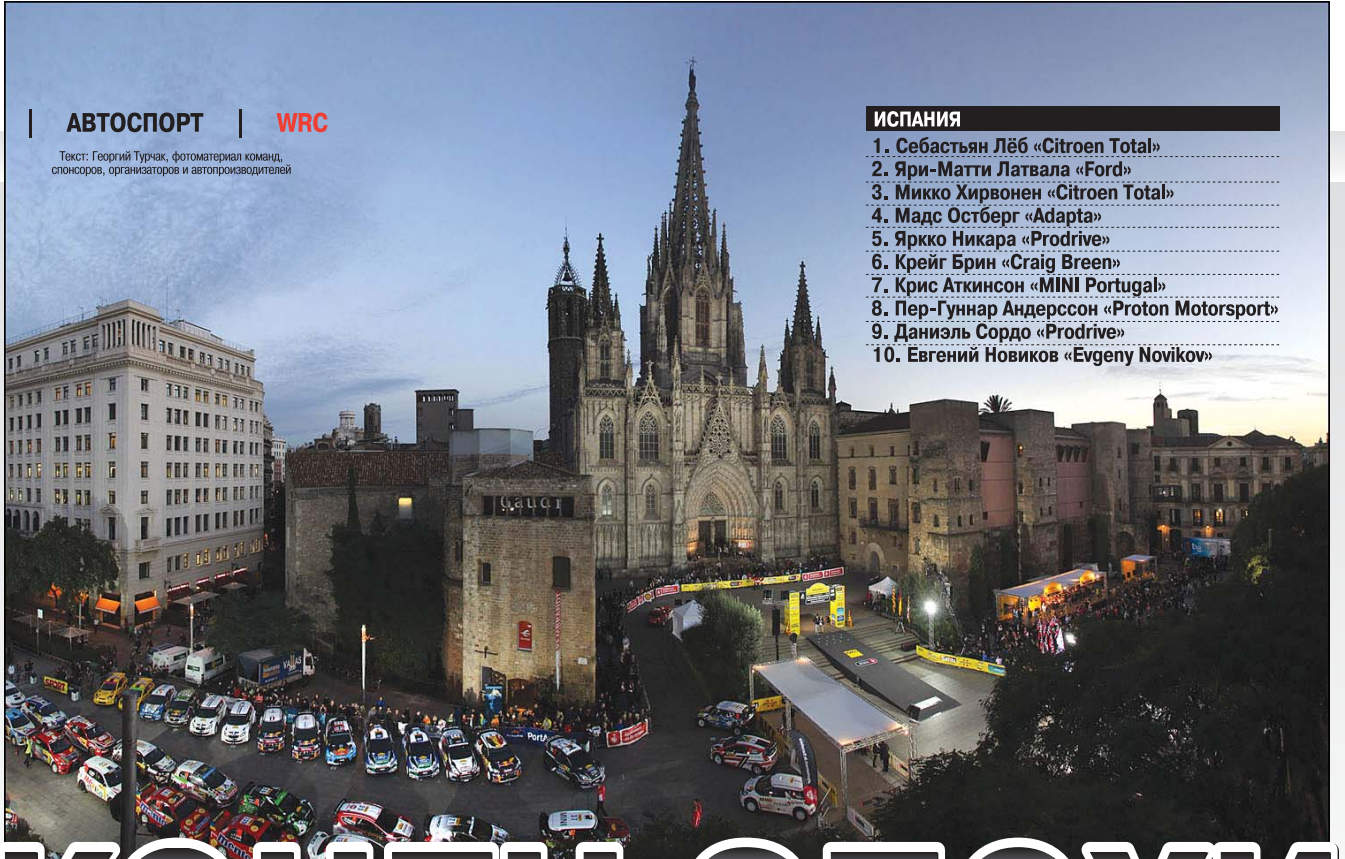 АВТОСПОРТ
WRC
Текст: Георгий Турчак, фотоматериал команд,
спонсоров, организаторов и автопроизводителей
ИСПАНИЯ
1. Себастьян Лёб «Citroen Total»
2. Яри-Матти Латвала «Ford»
3. Микко Хирвонен «Citroen Total»
4. Мадс Остберг «Adapta»
5. Яркко Никара «Prodrive»
6. Крейг Брин «Craig Breen»
7. Крис Аткинсон «MINI Portugal»
8. Пер-Гуннар Андерссон «Proton Motorsport»
9. Даниэль Сордо «Prodrive»
10. Евгений Новиков «Evgeny Novikov»
gaudi
SPORT